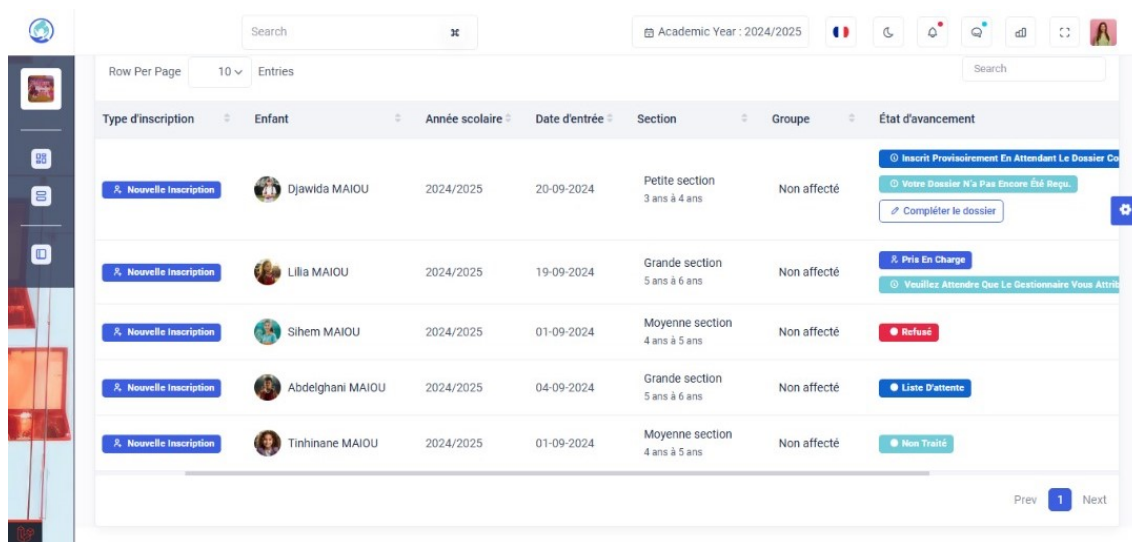 Search
Academic Year : 2024/2025
Row Per Page 10 Entries
Search
Type d'inscription Enfant Année scolaire Date d'entrée Section Groupe État d'avancement
Inscrit Provisoirement En Attendant Le Dossier Co
Nouvelle Inscription Djawida MAIOU 2024/2025 20-09-2024 Petite section Non affecté Votre Dossier N'a Pas Encore Été Reçu.
3 ans à 4 ans
Compléter le dossier
Nouvelle Inscription Lilia MAIOU 2024/2025 19-09-2024 Grande section Non affecté Pris En Charge
5 ans à 6 ans Veuillez Attendre Que Le Gestionnaire Vous Attrib
Nouvelle Inscription Sihem MAIOU 2024/2025 01-09-2024 Moyenne section Non affecté Refusé
4 ans à 5 ans
Nouvelle Inscription Abdelghani MAIOU 2024/2025 04-09-2024 Grande section Non affecté Liste D'attente
5 ans à 6 ans
Nouvelle Inscription Tinhinane MAIOU 2024/2025 01-09-2024 Moyenne section Non affecté Non Traité
4 ans à 5 ans
Prev 1 Next